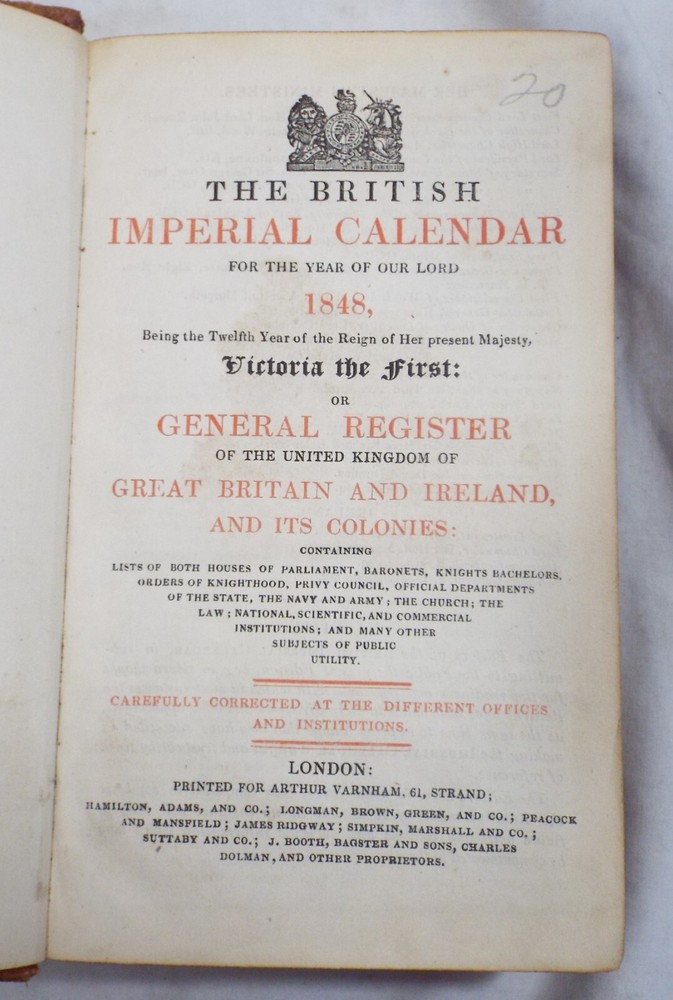 20
THE BRITISH
IMPERIAL CALENDAR
FOR THE YEAR OF OUR LORD
1848,
Being the Twelfth Year of the Reign of Her present Majesty,
Victoria the First:
OR
GENERAL REGISTER
OF THE UNITED KINGDOM OF
GREAT BRITAIN AND IRELAND,
AND ITS COLONIES:
CONTAINING
LISTS OF BOTH HOUSES OF PARLIAMENT, BARONETS, KNIGHTS BACHELORS,
ORDERS OF KNIGHTHOOD, PRIVY COUNCIL, OFFICIAL DEPARTMENTS
OF THE STATE, THE NAVY AND ARMY; THE CHURCH; THE
LAW; NATIONAL, SCIENTIFIC, AND COMMERCIAL
INSTITUTIONS; AND MANY OTHER
SUBJECTS OF PUBLIC
UTILITY.
CAREFULLY CORRECTED AT THE DIFFERENT OFFICES
AND INSTITUTIONS.
LONDON:
PRINTED FOR ARTHUR VARNHAM, 61, STRAND;
HAMILTON, ADAMS, AND CO.; LONGMAN, BROWN, GREEN, AND CO.; PEACOCK
AND MANSFIELD; JAMES RIDGWAY; SIMPKIN, MARSHALL AND CO.;
SUTTABY AND CO.; J. BOOTH, BAGSTER AND SONS, CHARLES
DOLMAN, AND OTHER PROPRIETORS.